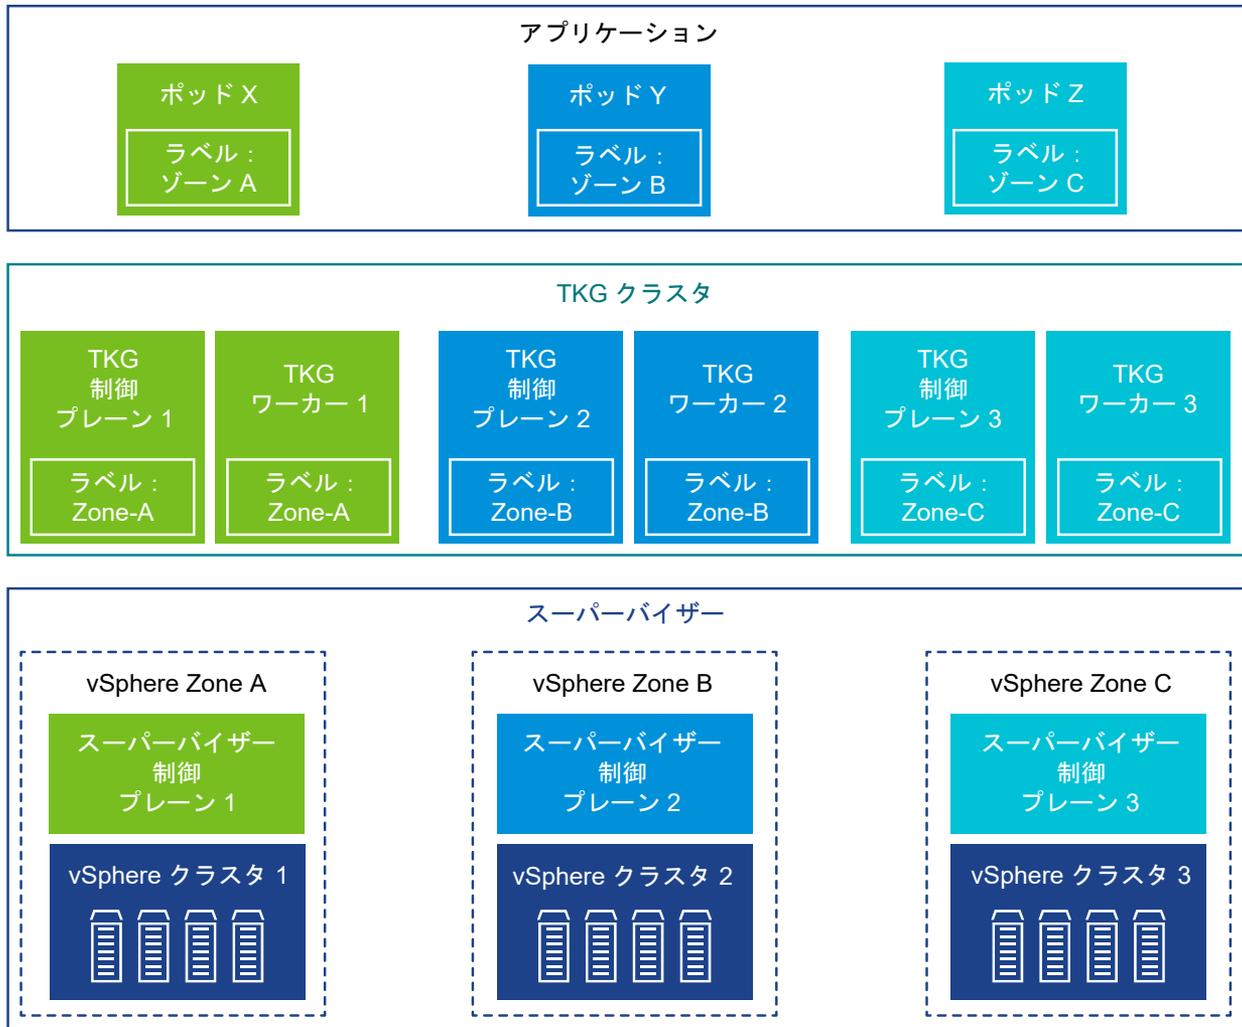 アプリケーション
ポッド X
ラベル：
ゾーン A
ポッド Y
ラベル：
ゾーン B
ポッド Z
ラベル：
ゾーン C
TKG クラスタ
TKG
制御
プレーン 1
ラベル：
Zone-A
TKG
ワーカー 1
ラベル：
Zone-A
TKG
制御
プレーン 2
ラベル：
Zone-B
TKG
ワーカー 2
ラベル：
Zone-B
TKG
制御
プレーン 3
ラベル：
Zone-C
TKG
ワーカー 3
ラベル：
Zone-C
スーパーバイザー
vSphere Zone A
スーパーバイザー
制御
プレーン 1
vSphere クラスタ 1
vSphere Zone B
スーパーバイザー
制御
プレーン 2
vSphere クラスタ 2
vSphere Zone C
スーパーバイザー
制御
プレーン 3
vSphere クラスタ 3